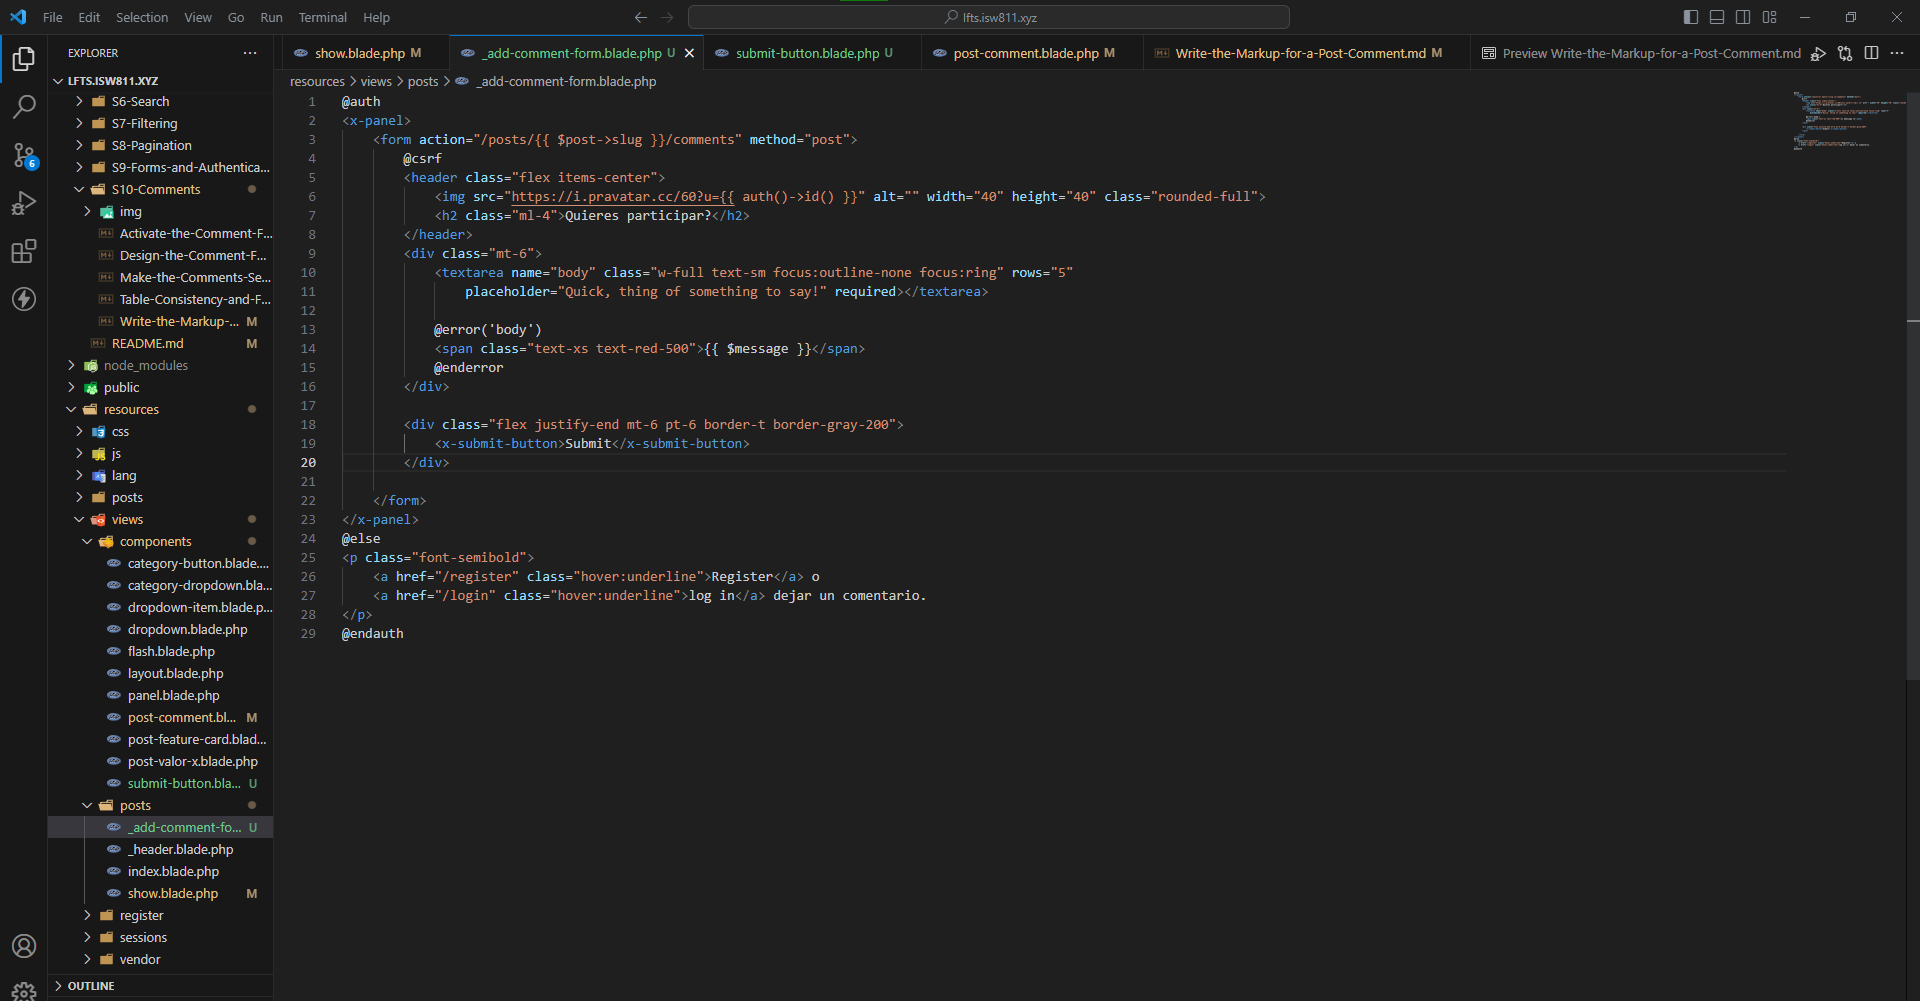 File Edit Selection View Go Run Terminal Help
lfts.isw811.xyz
EXPLORER
show.blade.php M
_add-comment-form.blade.php U
submit-button.blade.php U
post-comment.blade.php M
Write-the-Markup-for-a-Post-Comment.md M
Preview Write-the-Markup-for-a-Post-Comment.md
resources > views > posts > _add-comment-form.blade.php
LFTS.ISW811.XYZ
S6-Search
S7-Filtering
S8-Pagination
S9-Forms-and-Authentica...
S10-Comments
img
Activate-the-Comment-F...
Design-the-Comment-F...
Make-the-Comments-Se...
Table-Consistency-and-F...
Write-the-Markup-... M
README.md M
node_modules
public
resources
css
js
lang
posts
views
components
category-button.blade....
category-dropdown.bla...
dropdown-item.blade.p...
dropdown.blade.php
flash.blade.php
layout.blade.php
panel.blade.php
post-comment.bl... M
post-feature-card.blad...
post-valor-x.blade.php
submit-button.bla... U
posts
_add-comment-fo... U
_header.blade.php
index.blade.php
show.blade.php M
register
sessions
vendor
OUTLINE
6
1 @auth
2 <x-panel>
3 <form action="/posts/{{ $post->slug }}/comments" method="post">
4 @csrf
5 <header class="flex items-center">
6 <img src="https://i.pravatar.cc/60?u={{ auth()->id() }}" alt="" width="40" height="40" class="rounded-full">
7 <h2 class="ml-4">Quieres participar?</h2>
8 </header>
9 <div class="mt-6">
10 <textarea name="body" class="w-full text-sm focus:outline-none focus:ring" rows="5"
11 placeholder="Quick, thing of something to say!" required></textarea>
12
13 @error('body')
14 <span class="text-xs text-red-500">{{ $message }}</span>
15 @enderror
16 </div>
17
18 <div class="flex justify-end mt-6 pt-6 border-t border-gray-200">
19 <x-submit-button>Submit</x-submit-button>
20 </div>
21
22 </form>
23 </x-panel>
24 @else
25 <p class="font-semibold">
26 <a href="/register" class="hover:underline">Register</a> o
27 <a href="/login" class="hover:underline">log in</a> dejar un comentario.
28 </p>
29 @endauth